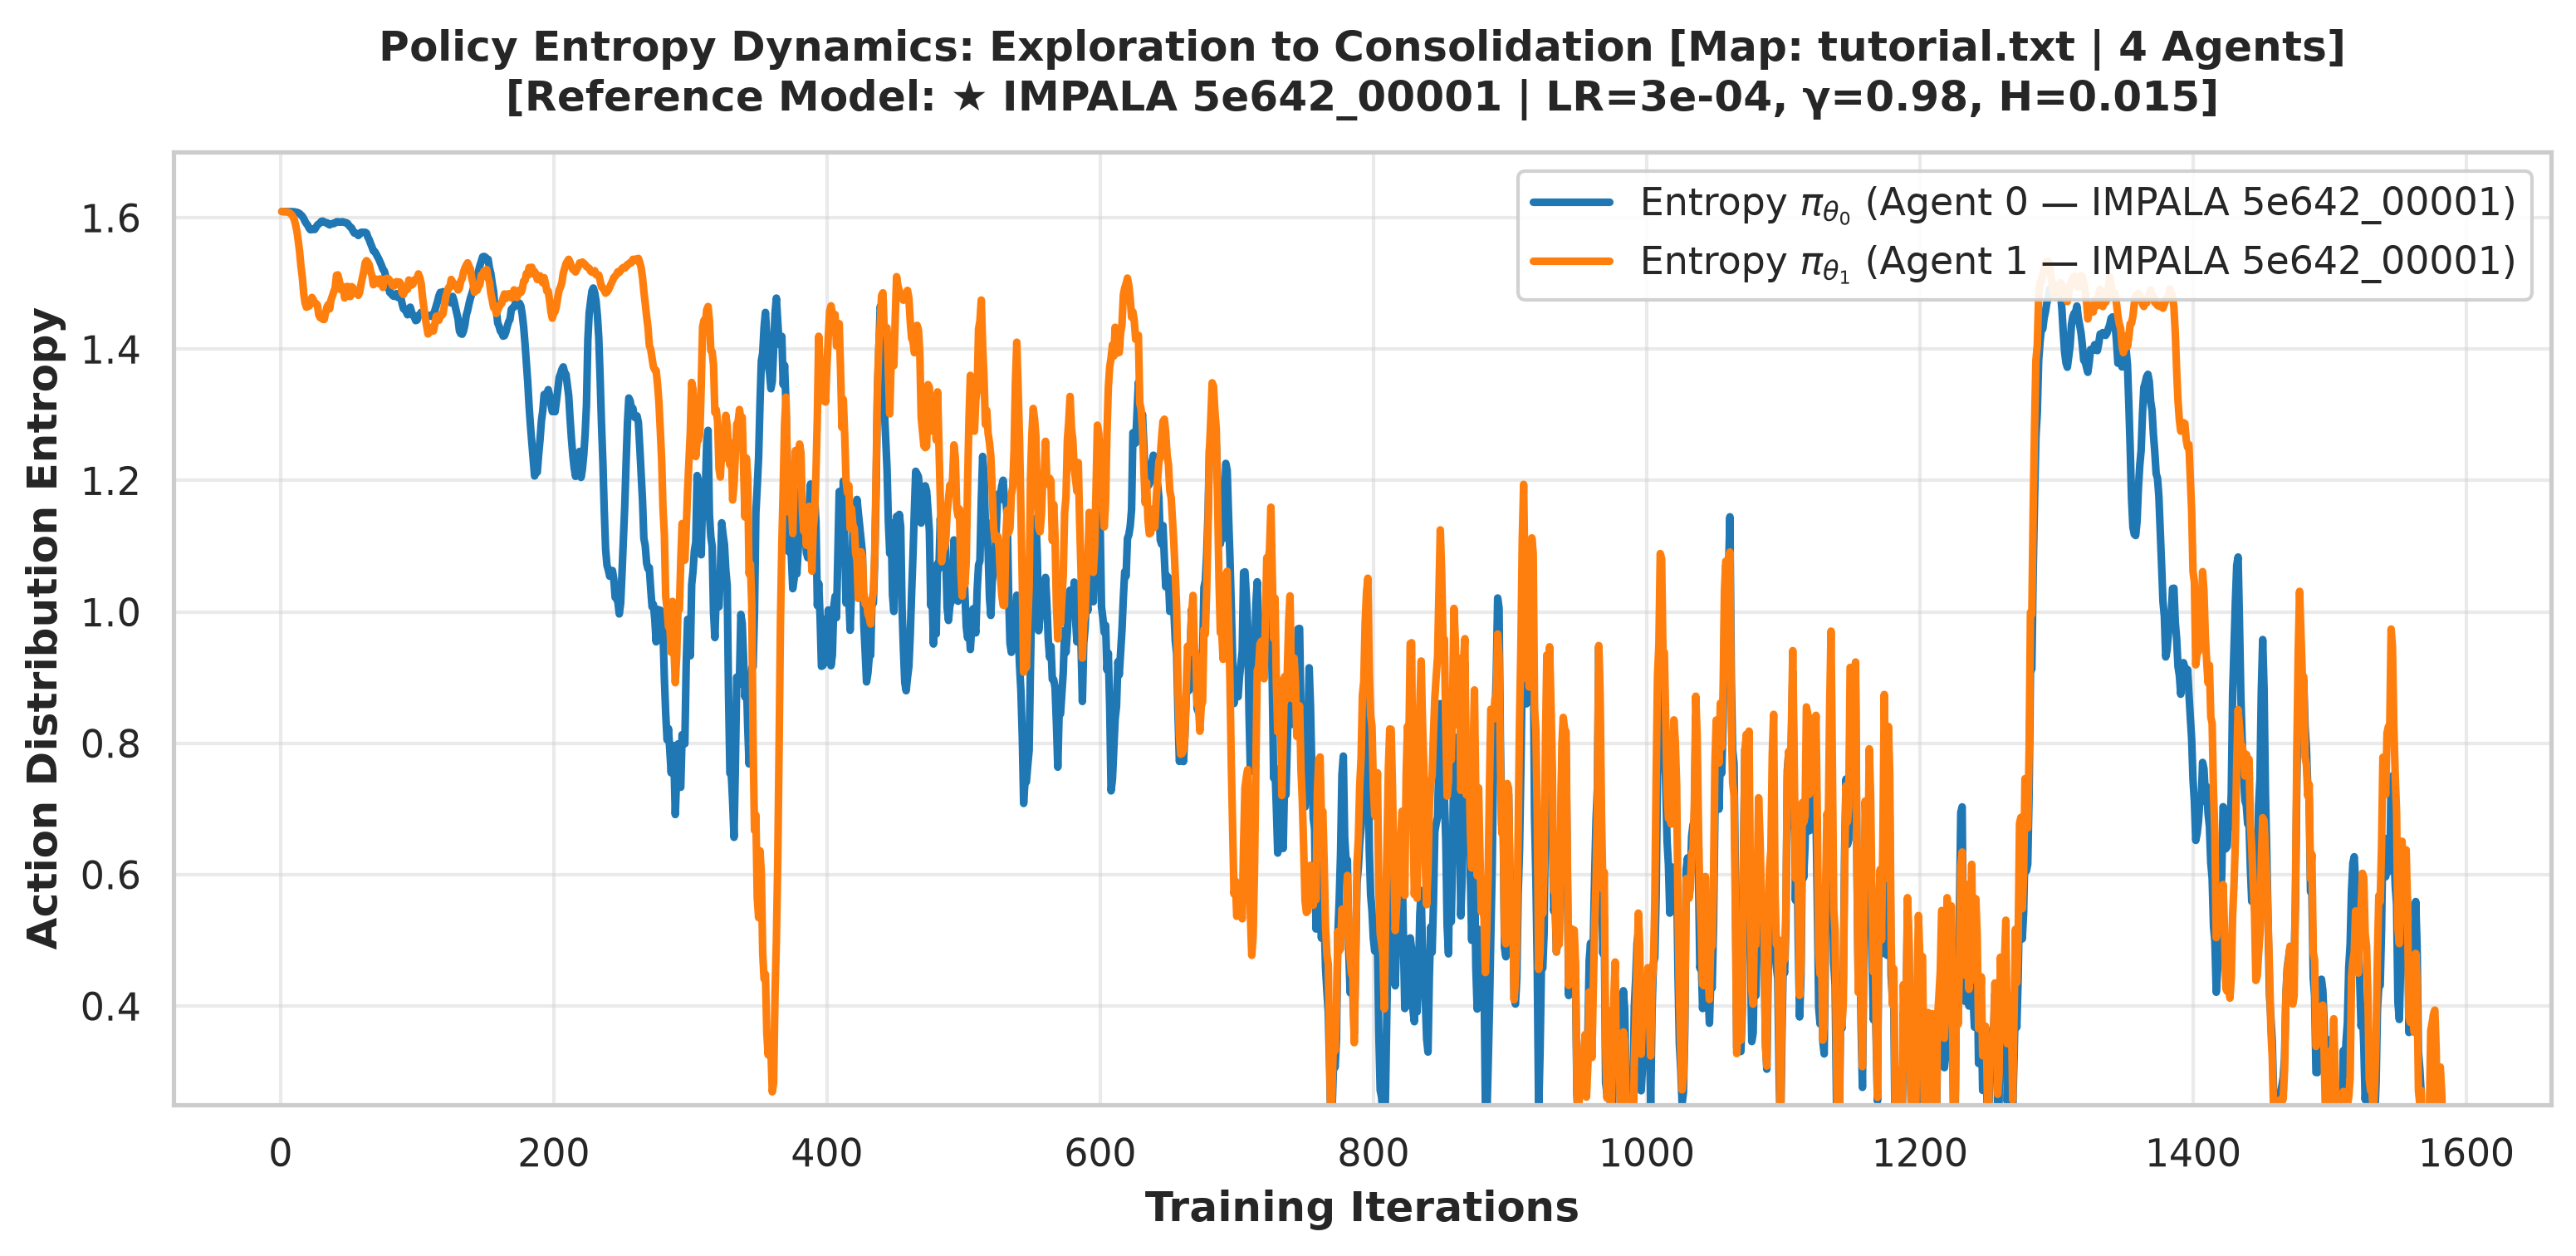 Policy Entropy Dynamics: Exploration to Consolidation [Map: tutorial.txt | 4 Agents]
[Reference Model: ★ IMPALA 5e642_00001 | LR=3e-04, γ=0.98, H=0.015]
Entropy πθ₀ (Agent 0 — IMPALA 5e642_00001)
Entropy πθ₁ (Agent 1 — IMPALA 5e642_00001)
Action Distribution Entropy
1.6
1.4
1.2
1.0
0.8
0.6
0.4
0 200 400 600 800 1000 1200 1400 1600
Training Iterations